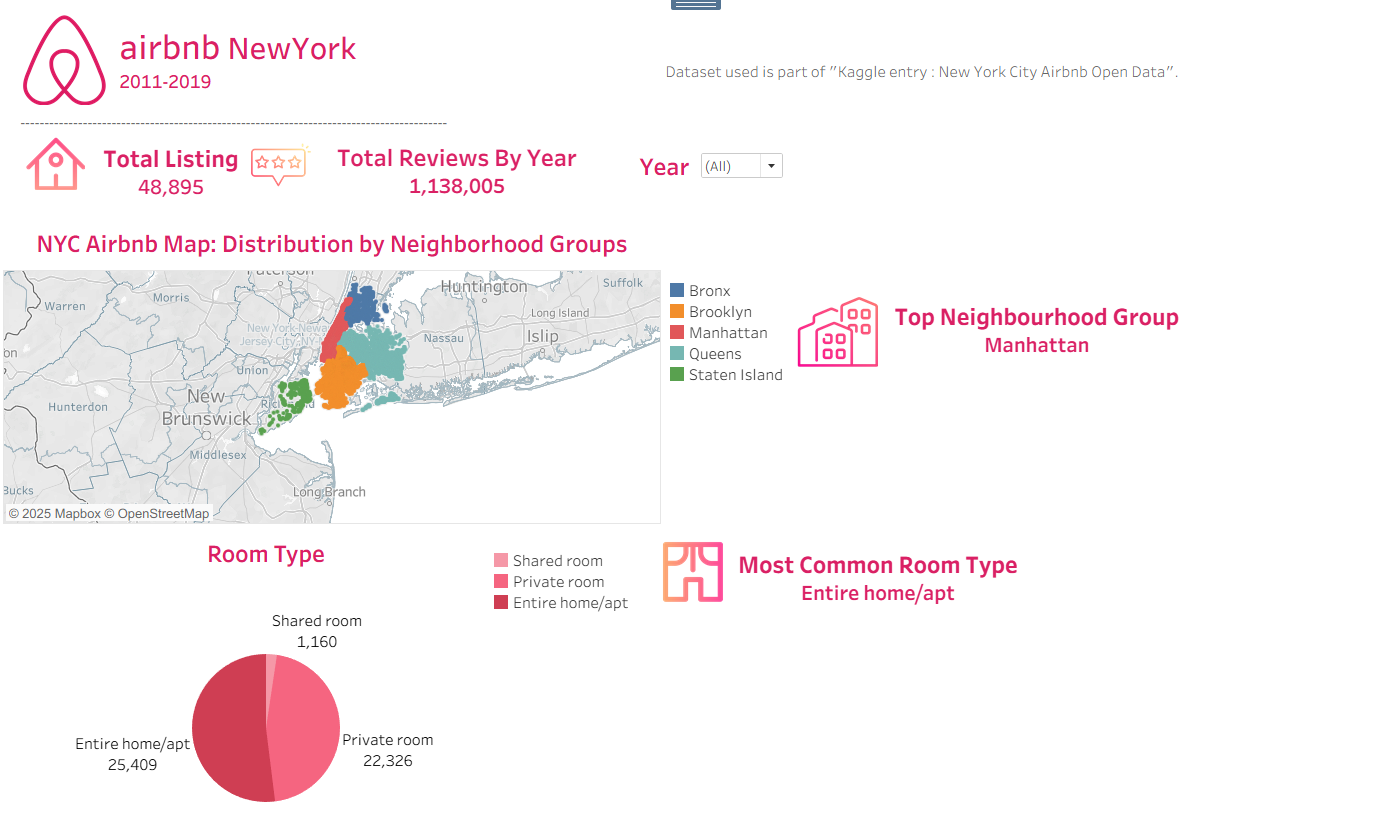 airbnb NewYork
2011-2019
Dataset used is part of "Kaggle entry : New York City Airbnb Open Data".
Total Listing
48,895
Total Reviews By Year
1,138,005
Year
(All)
NYC Airbnb Map: Distribution by Neighborhood Groups
Paterson
Huntington
Suffolk
Warren
Morris
Long Island
New York-Newa
Jersey City, NY-
Nassau
Islip
Union
New
Brunswick
Hunterdon
Middlesex
Bucks
Long Branch
© 2025 Mapbox © OpenStreetMap
Bronx
Brooklyn
Manhattan
Queens
Staten Island
Top Neighbourhood Group
Manhattan
Room Type
Shared room
Private room
Entire home/apt
Most Common Room Type
Entire home/apt
Shared room
1,160
Entire home/apt
25,409
Private room
22,326